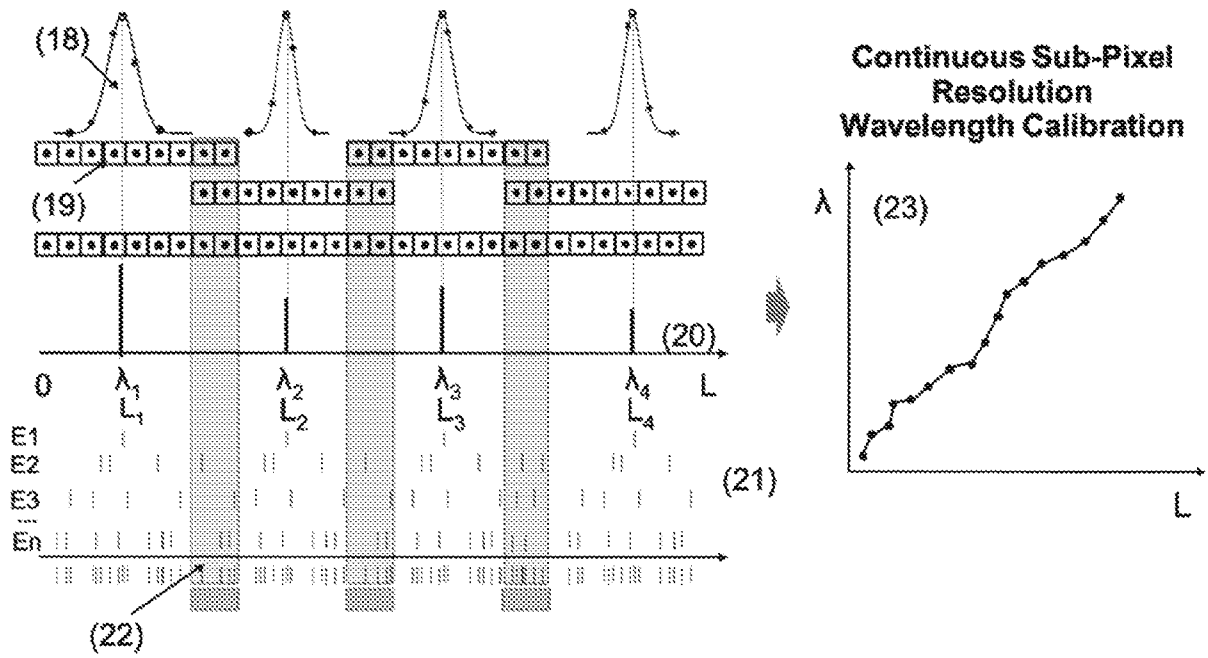 (18)
(19)
(20)
0
λ1
λ2
λ3
λ4
L
L1
L2
L3
L4
E1
E2
E3
...
En
(21)
(22)
Continuous Sub-Pixel
Resolution
Wavelength Calibration
λ
(23)
L